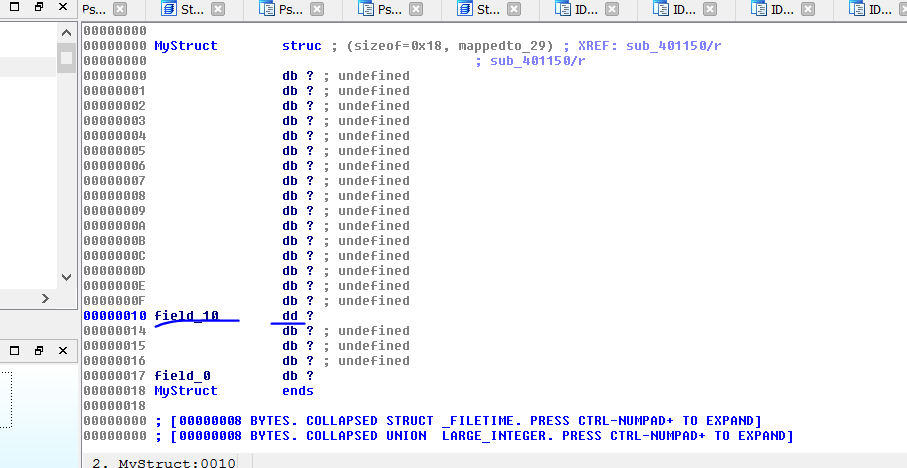 Ps... St... Ps... Ps... St... ID... ID... ID... ID...
00000000
00000000 MyStruct struc ; (sizeof=0x18, mappedto_29) ; XREF: sub_401150/r
00000000 ; sub_401150/r
00000000 db ? ; undefined
00000001 db ? ; undefined
00000002 db ? ; undefined
00000003 db ? ; undefined
00000004 db ? ; undefined
00000005 db ? ; undefined
00000006 db ? ; undefined
00000007 db ? ; undefined
00000008 db ? ; undefined
00000009 db ? ; undefined
0000000A db ? ; undefined
0000000B db ? ; undefined
0000000C db ? ; undefined
0000000D db ? ; undefined
0000000E db ? ; undefined
0000000F db ? ; undefined
00000010 field_10 dd ?
00000014 db ? ; undefined
00000015 db ? ; undefined
00000016 db ? ; undefined
00000017 field_0 db ?
00000018 MyStruct ends
00000018
00000000 ; [00000008 BYTES. COLLAPSED STRUCT _FILETIME. PRESS CTRL-NUMPAD+ TO EXPAND]
00000000 ; [00000008 BYTES. COLLAPSED UNION LARGE_INTEGER. PRESS CTRL-NUMPAD+ TO EXPAND]
2. MyStruct:0010